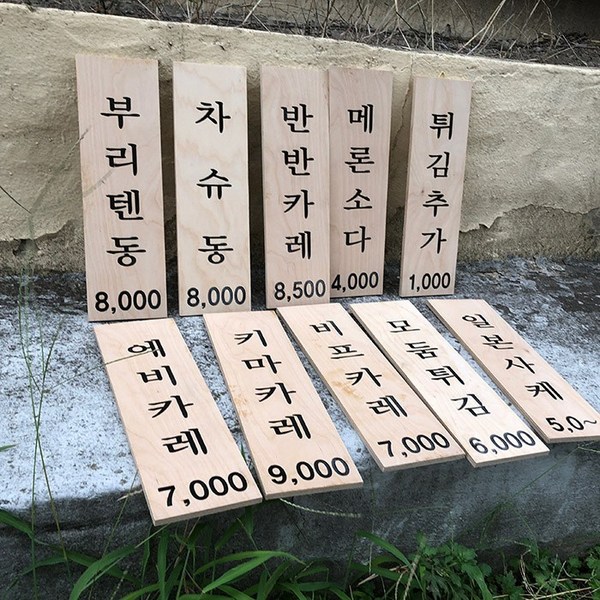 부리텐동
8,000
차슈동
8,000
반반카레
8,500
메론소다
4,000
튀김추가
1,000
에비카레
7,000
키마카레
9,000
비프카레
7,000
모둠튀김
6,000
일본사케
5,0~